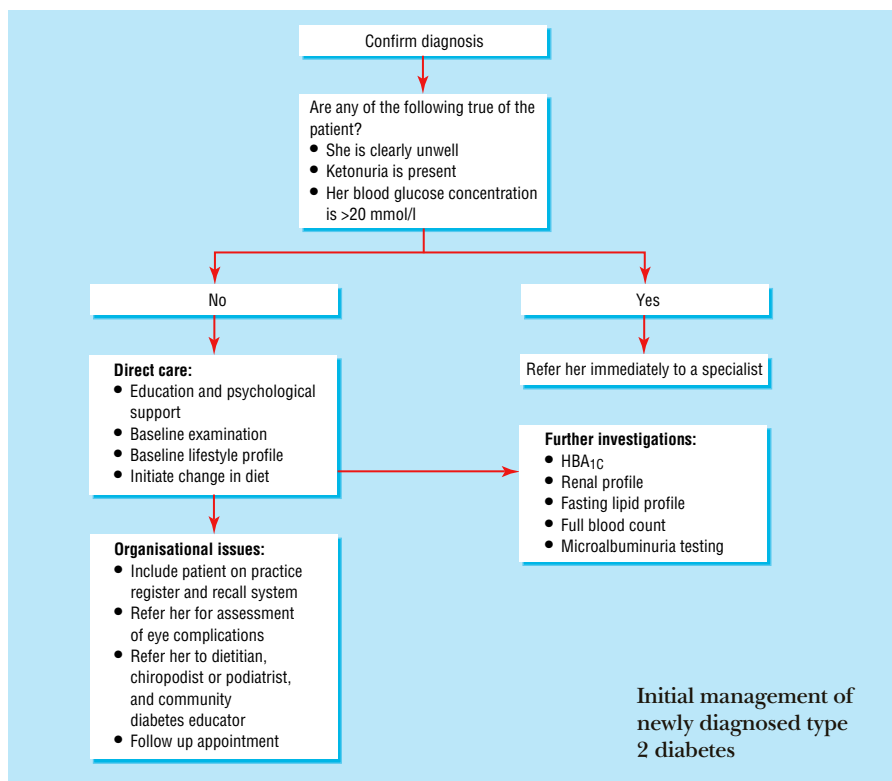 Confirm diagnosis
Are any of the following true of the
patient?
• She is clearly unwell
• Ketonuria is present
• Her blood glucose concentration
is >20 mmol/l
No
Yes
Direct care:
• Education and psychological
support
• Baseline examination
• Baseline lifestyle profile
• Initiate change in diet
Refer her immediately to a specialist
Further investigations:
• HBA1C
• Renal profile
• Fasting lipid profile
• Full blood count
• Microalbuminuria testing
Organisational issues:
• Include patient on practice
register and recall system
• Refer her for assessment
of eye complications
• Refer her to dietitian,
chiropodist or podiatrist,
and community
diabetes educator
• Follow up appointment
Initial management of
newly diagnosed type
2 diabetes